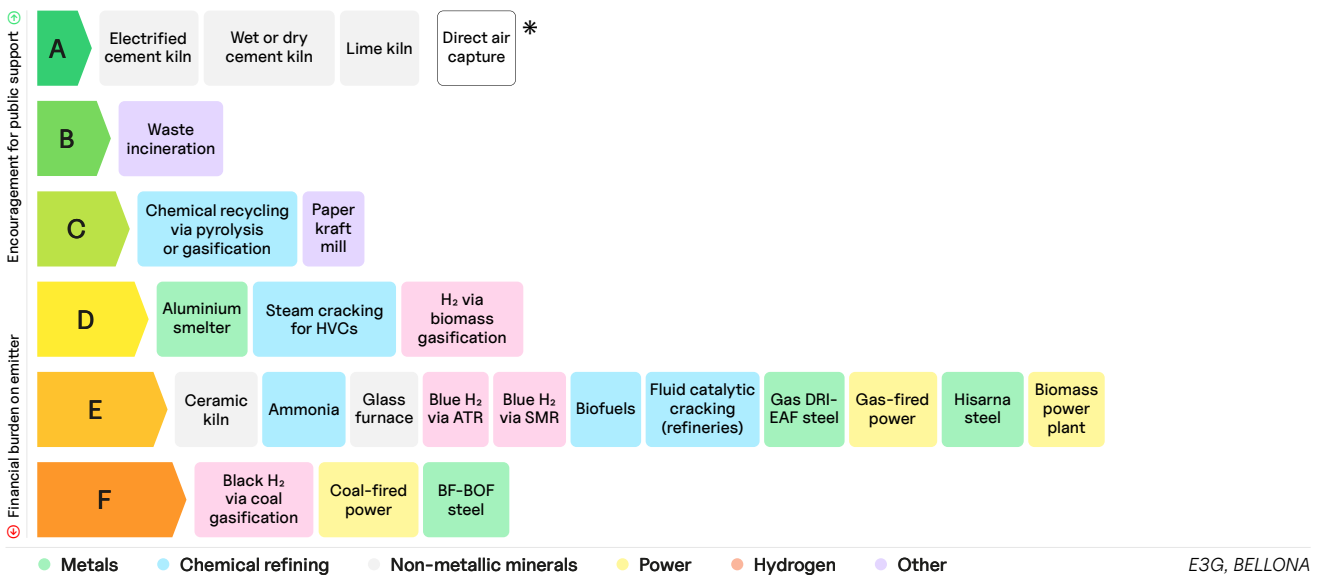 Encouragement for public support
A
Electrified
cement kiln
Wet or dry
cement kiln
Lime kiln
Direct air
capture
*
B
Waste
incineration
C
Chemical recycling
via pyrolysis
or gasification
Paper
kraft
mill
Financial burden on emitter
D
Aluminium
smelter
Steam cracking
for HVCs
H₂ via
biomass
gasification
E
Ceramic
kiln
Ammonia
Glass
furnace
Blue H₂
via ATR
Blue H₂
via SMR
Biofuels
Fluid catalytic
cracking
(refineries)
Gas DRI-
EAF steel
Gas-fired
power
Hisarna
steel
Biomass
power
plant
F
Black H₂
via coal
gasification
Coal-fired
power
BF-BOF
steel
Metals
Chemical refining
Non-metallic minerals
Power
Hydrogen
Other
E3G, BELLONA